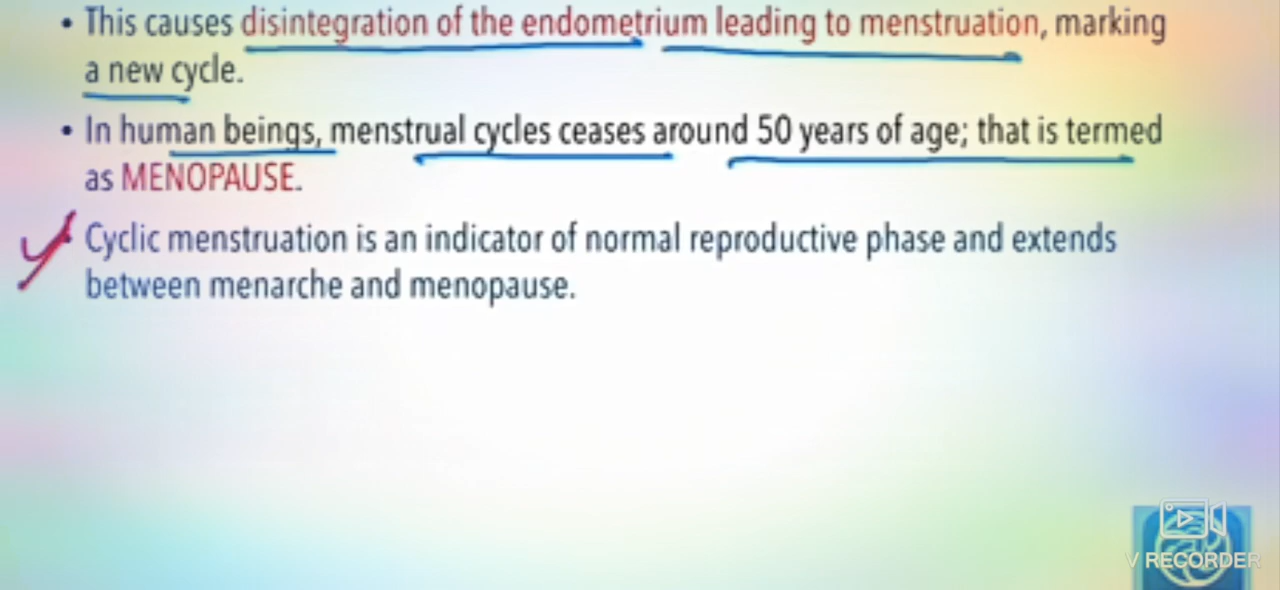 • This causes disintegration of the endometrium leading to menstruation, marking
a new cycle.
• In human beings, menstrual cycles ceases around 50 years of age; that is termed
as MENOPAUSE.
• Cyclic menstruation is an indicator of normal reproductive phase and extends
between menarche and menopause.
V RECORDER